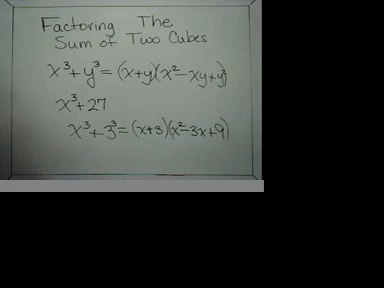 Factoring The
Sum of Two Cubes
x³+y³=(x+y)(x²-xy+y²)
x³+27
x³+3³=(x+3)(x²-3x+9)